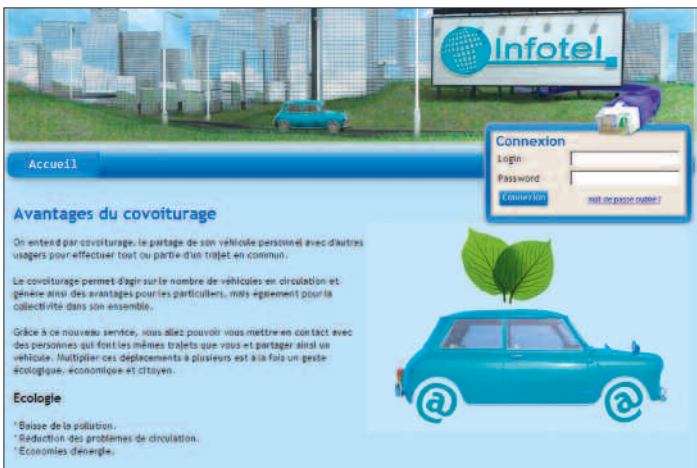 Infotel
Connexion
Login
Password
Connexion
mot de passe oublié ?
Accueil
Avantages du covoiturage
On entend par covoiturage, le partage de son véhicule personnel avec d'autres
usagers pour effectuer tout ou partie d'un trajet en commun.
Le covoiturage permet d'agir sur le nombre de véhicules en circulation et
génère ainsi des avantages pour les particuliers, mais également pour la
collectivité dans son ensemble.
Grâce à ce nouveau service, vous allez pouvoir vous mettre en contact avec
des personnes qui font les mêmes trajets que vous et partager ainsi un
véhicule. Multiplier ces déplacements à plusieurs est à la fois un geste
écologique, économique et citoyen.
Ecologie
* Baisse de la pollution.
* Réduction des problèmes de circulation.
* Economies d'énergie.
@ @